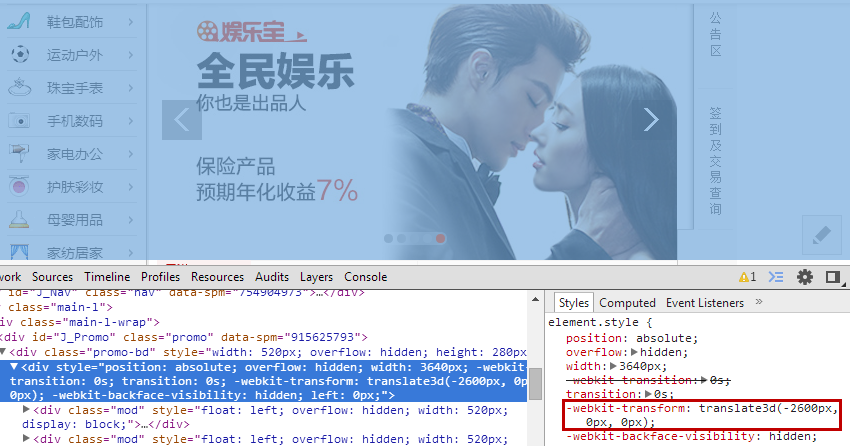 鞋包配饰 >
运动户外 >
珠宝手表 >
手机数码 >
家电办公 >
护肤彩妆 >
母婴用品 >
家纺居家 >
娱乐宝
全民娱乐
你也是出品人
保险产品
预期年化收益7%
公告区
签到及交易查询
work Sources Timeline Profiles Resources Audits Layers Console
1
id="J_Nav" class="nav" data-spm="754904973">…</div>
class="main-l">
iv class="main-l-wrap">
<div id="J_Promo" class="promo" data-spm="915625793">
▼<div class="promo-bd" style="width: 520px; overflow: hidden; height: 280px
▼<div style="position: absolute; overflow: hidden; width: 3640px; -webkit-
transition: 0s; transition: 0s; -webkit-transform: translate3d(-2600px, 0px
0px); -webkit-backface-visibility: hidden; left: 0px;">
▶<div class="mod" style="float: left; overflow: hidden; width: 520px;
display: block;">…</div>
▶<div class="mod" style="float: left; overflow: hidden; width: 520px;
Styles Computed Event Listeners »
element.style {
position: absolute;
overflow:▶hidden;
width:▶3640px;
-webkit-transition:▶0s;
transition:▶0s;
-webkit-transform: translate3d(-2600px,
0px, 0px);
-webkit-backface-visibility: hidden;